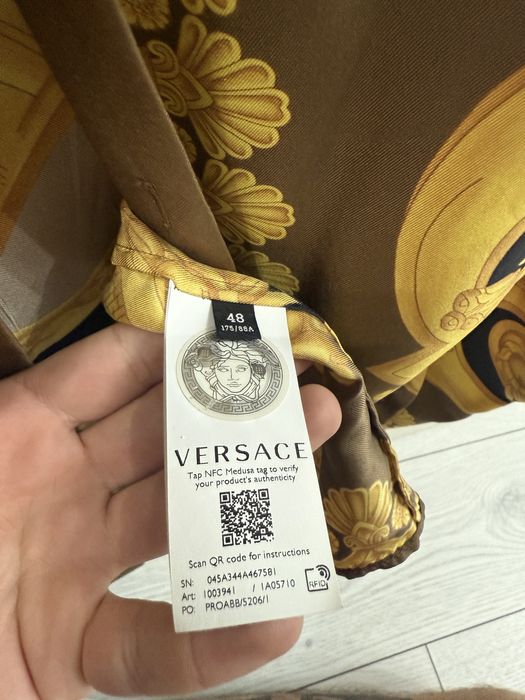 48
175/88A
VERSACE
Tap NFC Medusa tag to verify
your product's authenticity
Scan QR code for instructions
SN: 045A344A4675B1
Art: 1003941 / 1A05710
PO: PROABB/5206/1
RFID